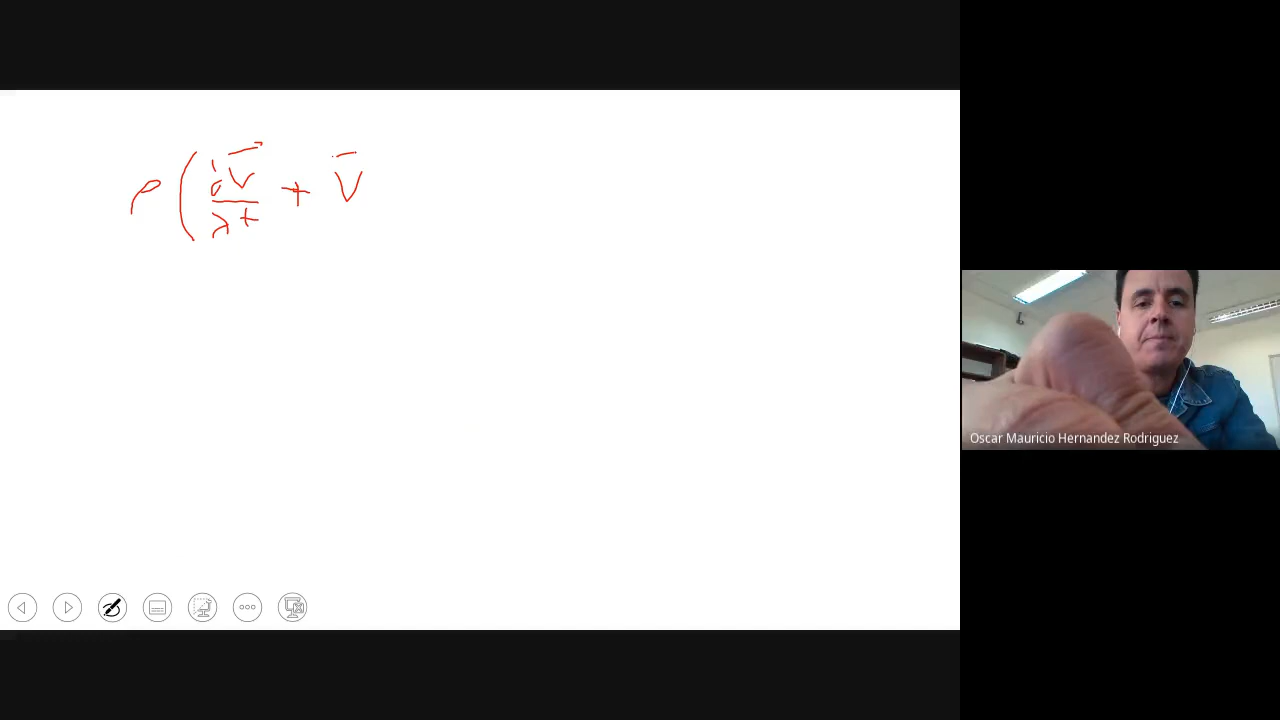 ρ ( ∂V⃗/∂t + V̄
Oscar Mauricio Hernandez Rodriguez